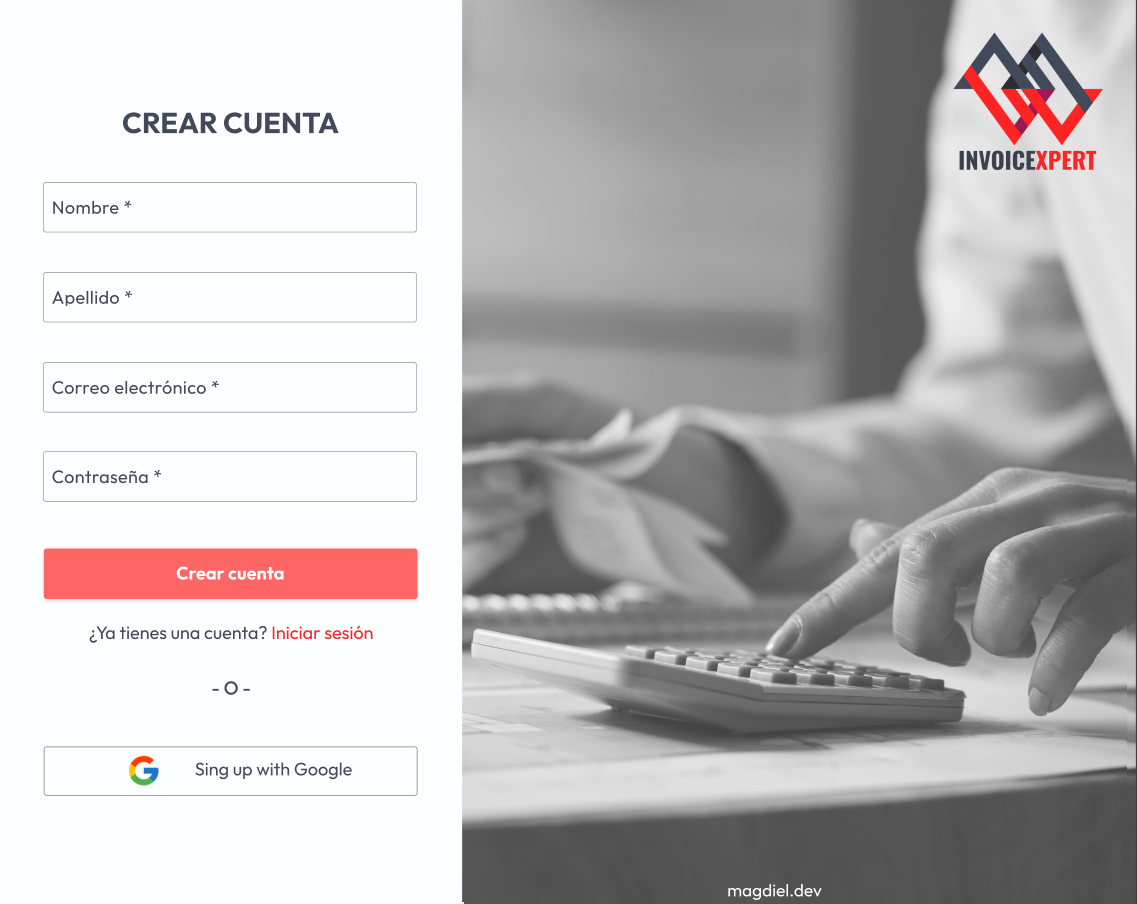 CREAR CUENTA
Nombre *
Apellido *
Correo electrónico *
Contraseña *
Crear cuenta
¿Ya tienes una cuenta? Iniciar sesión
- O -
Sing up with Google
INVOICEXPERT
magdiel.dev